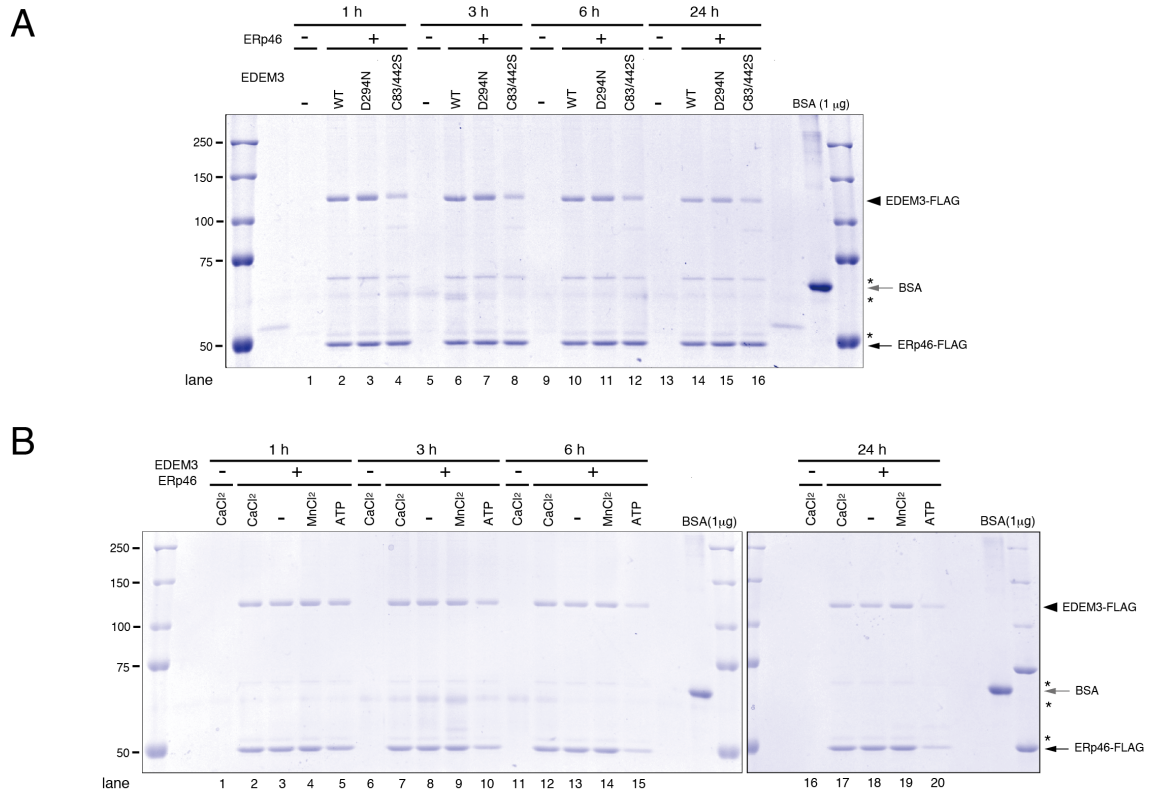 A
1 h 3 h 6 h 24 h
ERp46 - + - + - + - +
EDEM3 - WT D294N C83/442S - WT D294N C83/442S - WT D294N C83/442S - WT D294N C83/442S
BSA (1 µg)
250
150
EDEM3-FLAG
100
75
*
BSA
*
*
50
ERp46-FLAG
lane 1 2 3 4 5 6 7 8 9 10 11 12 13 14 15 16
B
1 h 3 h 6 h 24 h
EDEM3
ERp46 - + - + - + - +
CaCl2 CaCl2 - MnCl2 ATP CaCl2 CaCl2 - MnCl2 ATP CaCl2 CaCl2 - MnCl2 ATP BSA(1µg) CaCl2 CaCl2 - MnCl2 ATP BSA(1µg)
250
150
EDEM3-FLAG
100
75
*
BSA
*
*
50
ERp46-FLAG
lane 1 2 3 4 5 6 7 8 9 10 11 12 13 14 15 16 17 18 19 20